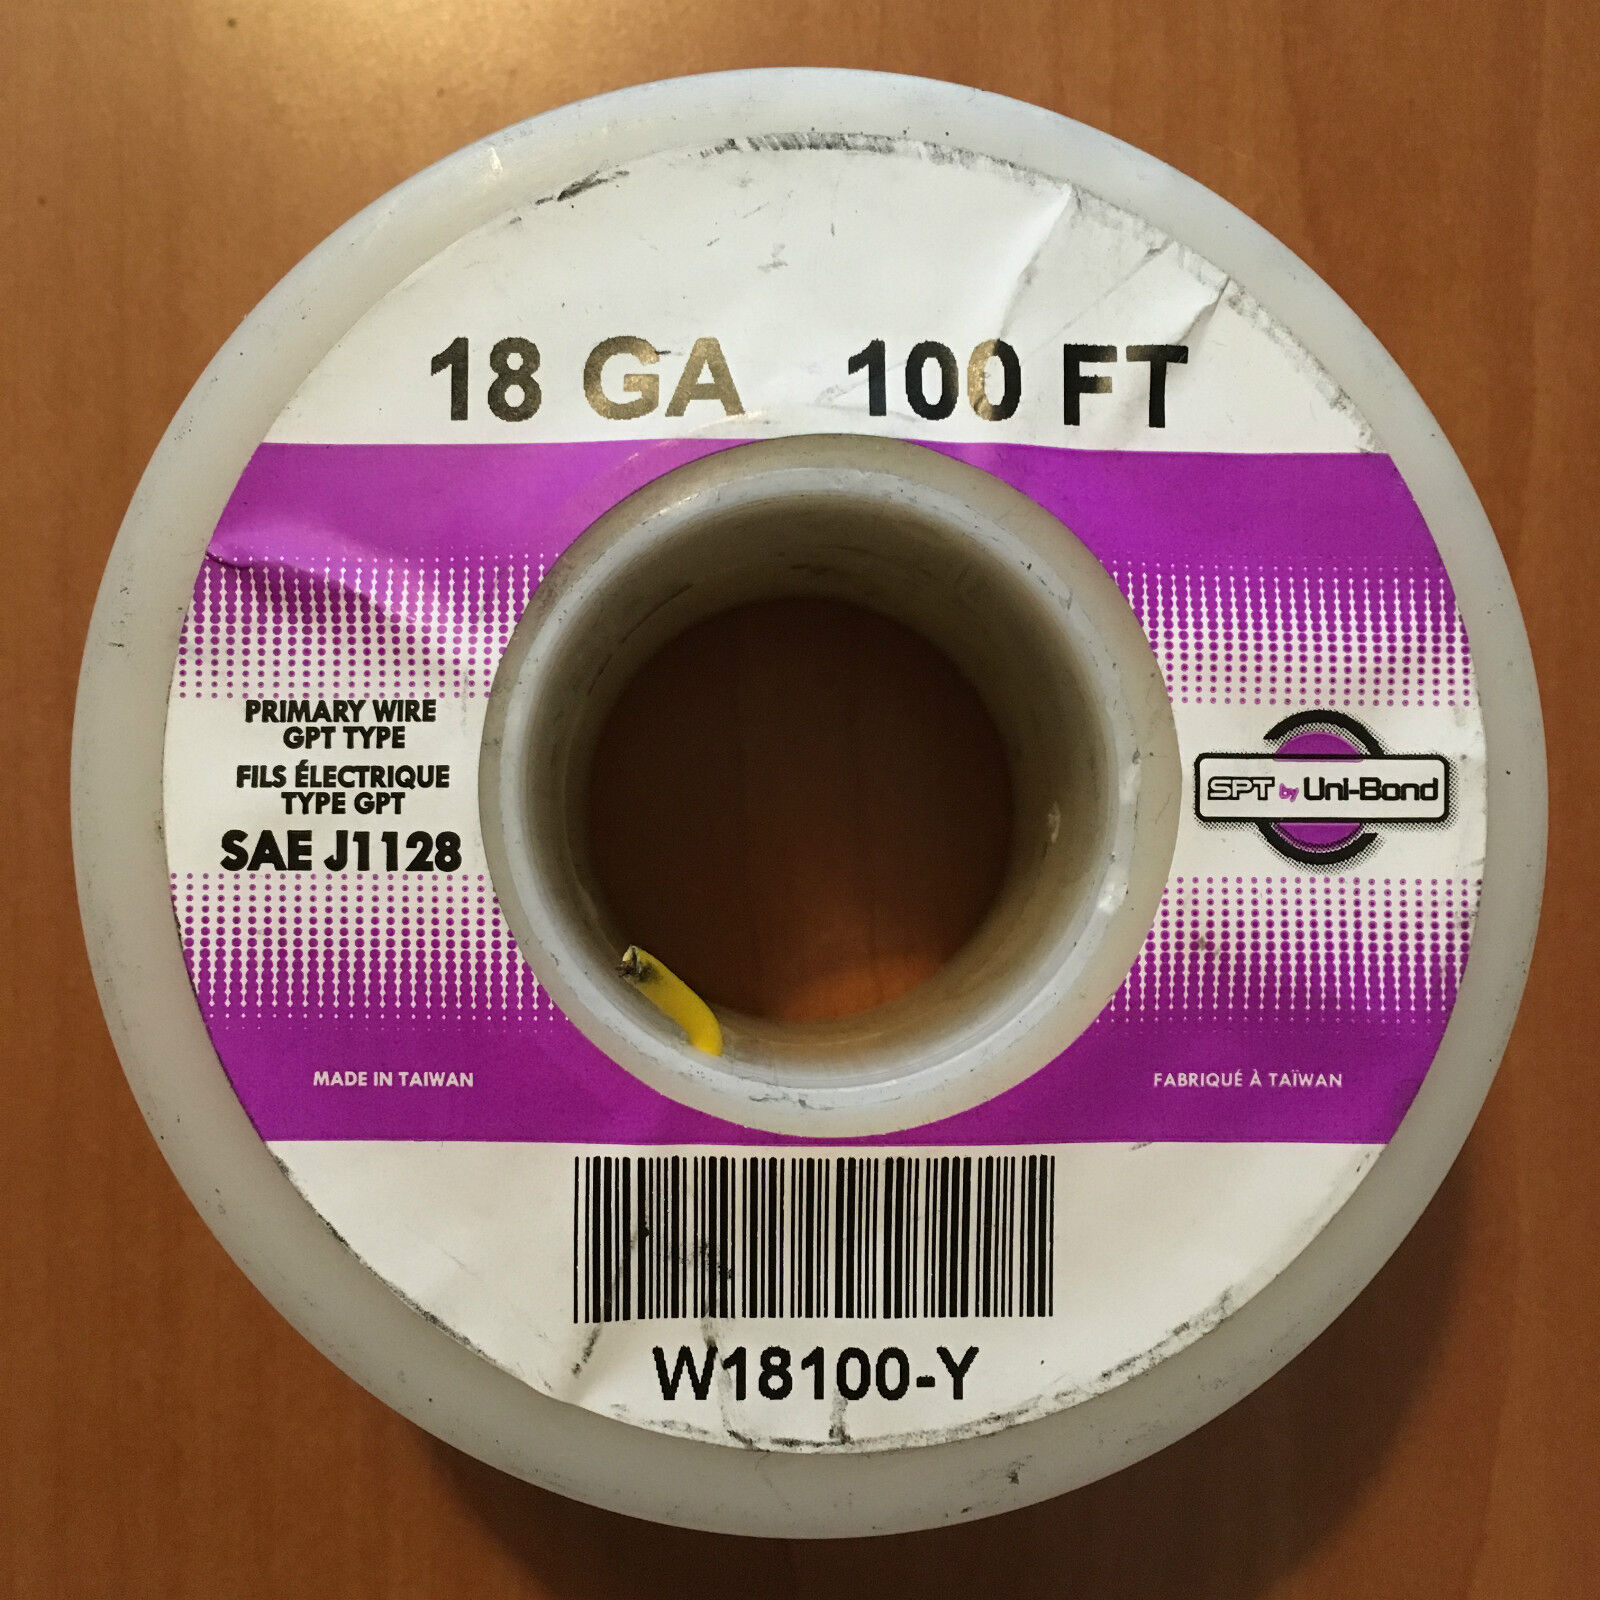 18 GA 100 FT
PRIMARY WIRE
GPT TYPE
FILS ÉLECTRIQUE
TYPE GPT
SAE J1128
SPT by Uni-Bond
MADE IN TAIWAN
FABRIQUÉ À TAÏWAN
W18100-Y